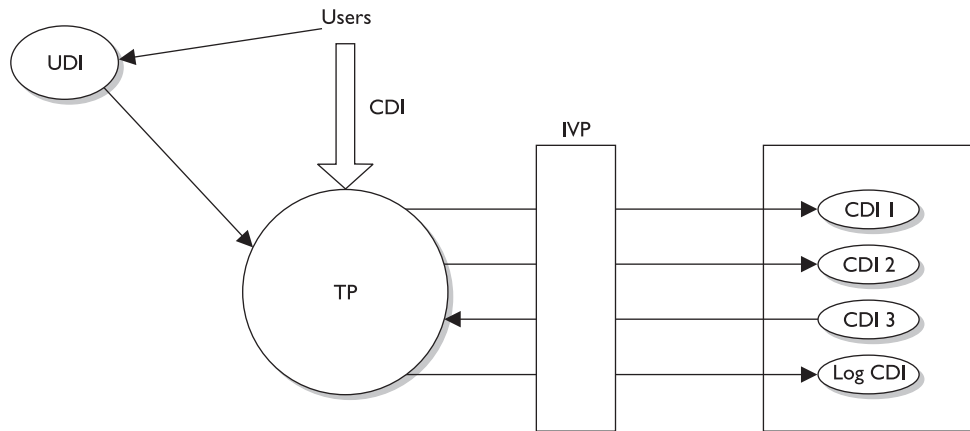 Users
UDI
CDI
IVP
TP
CDI 1
CDI 2
CDI 3
Log CDI